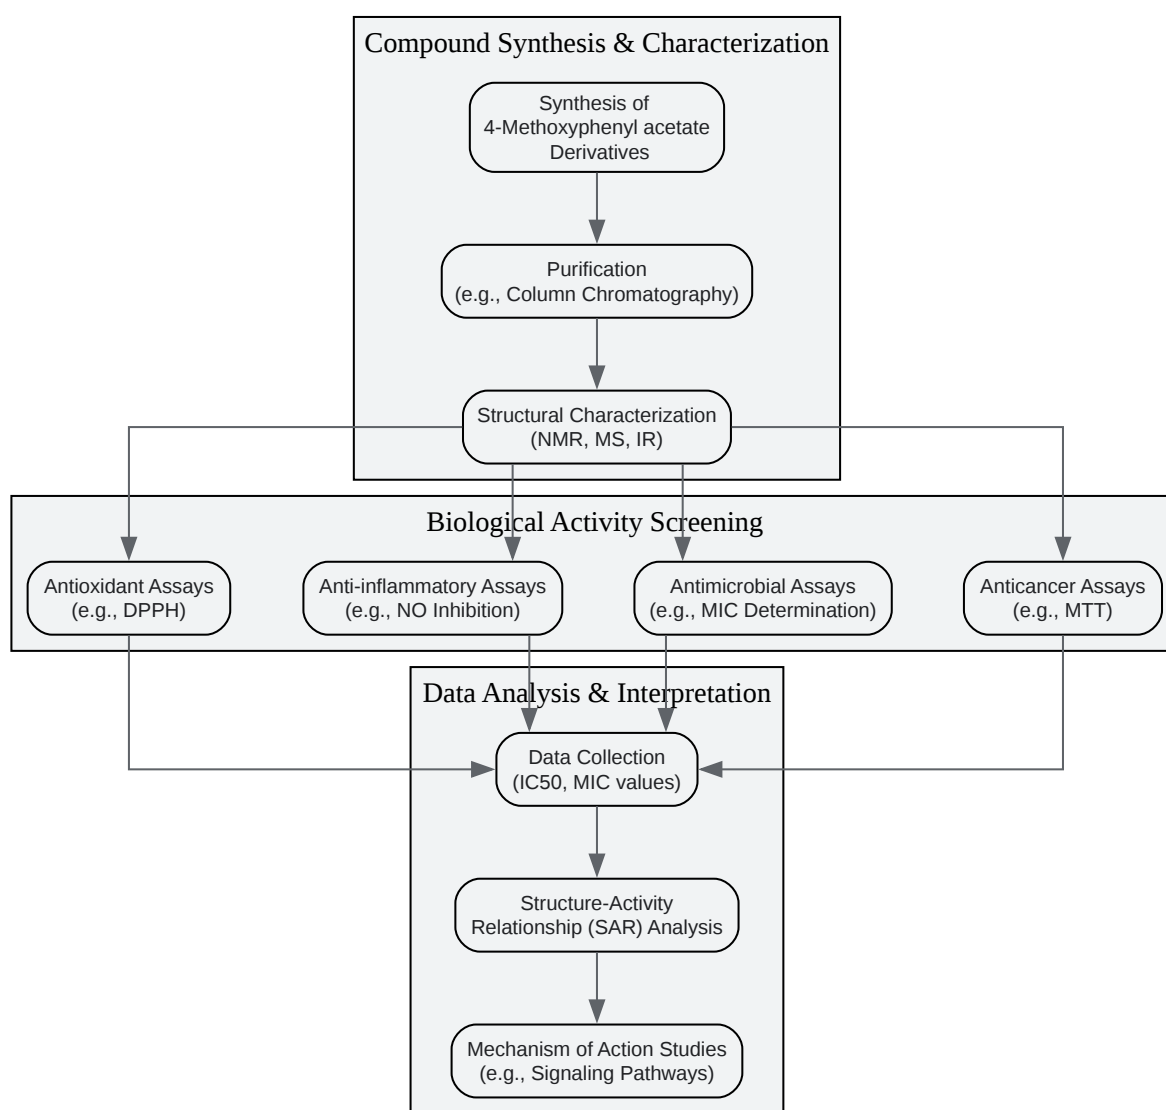 Compound Synthesis & Characterization
Synthesis of
4-Methoxyphenyl acetate
Derivatives
Purification
(e.g., Column Chromatography)
Structural Characterization
(NMR, MS, IR)
Biological Activity Screening
Antioxidant Assays
(e.g., DPPH)
Anti-inflammatory Assays
(e.g., NO Inhibition)
Antimicrobial Assays
(e.g., MIC Determination)
Anticancer Assays
(e.g., MTT)
Data Analysis & Interpretation
Data Collection
(IC50, MIC values)
Structure-Activity
Relationship (SAR) Analysis
Mechanism of Action Studies
(e.g., Signaling Pathways)